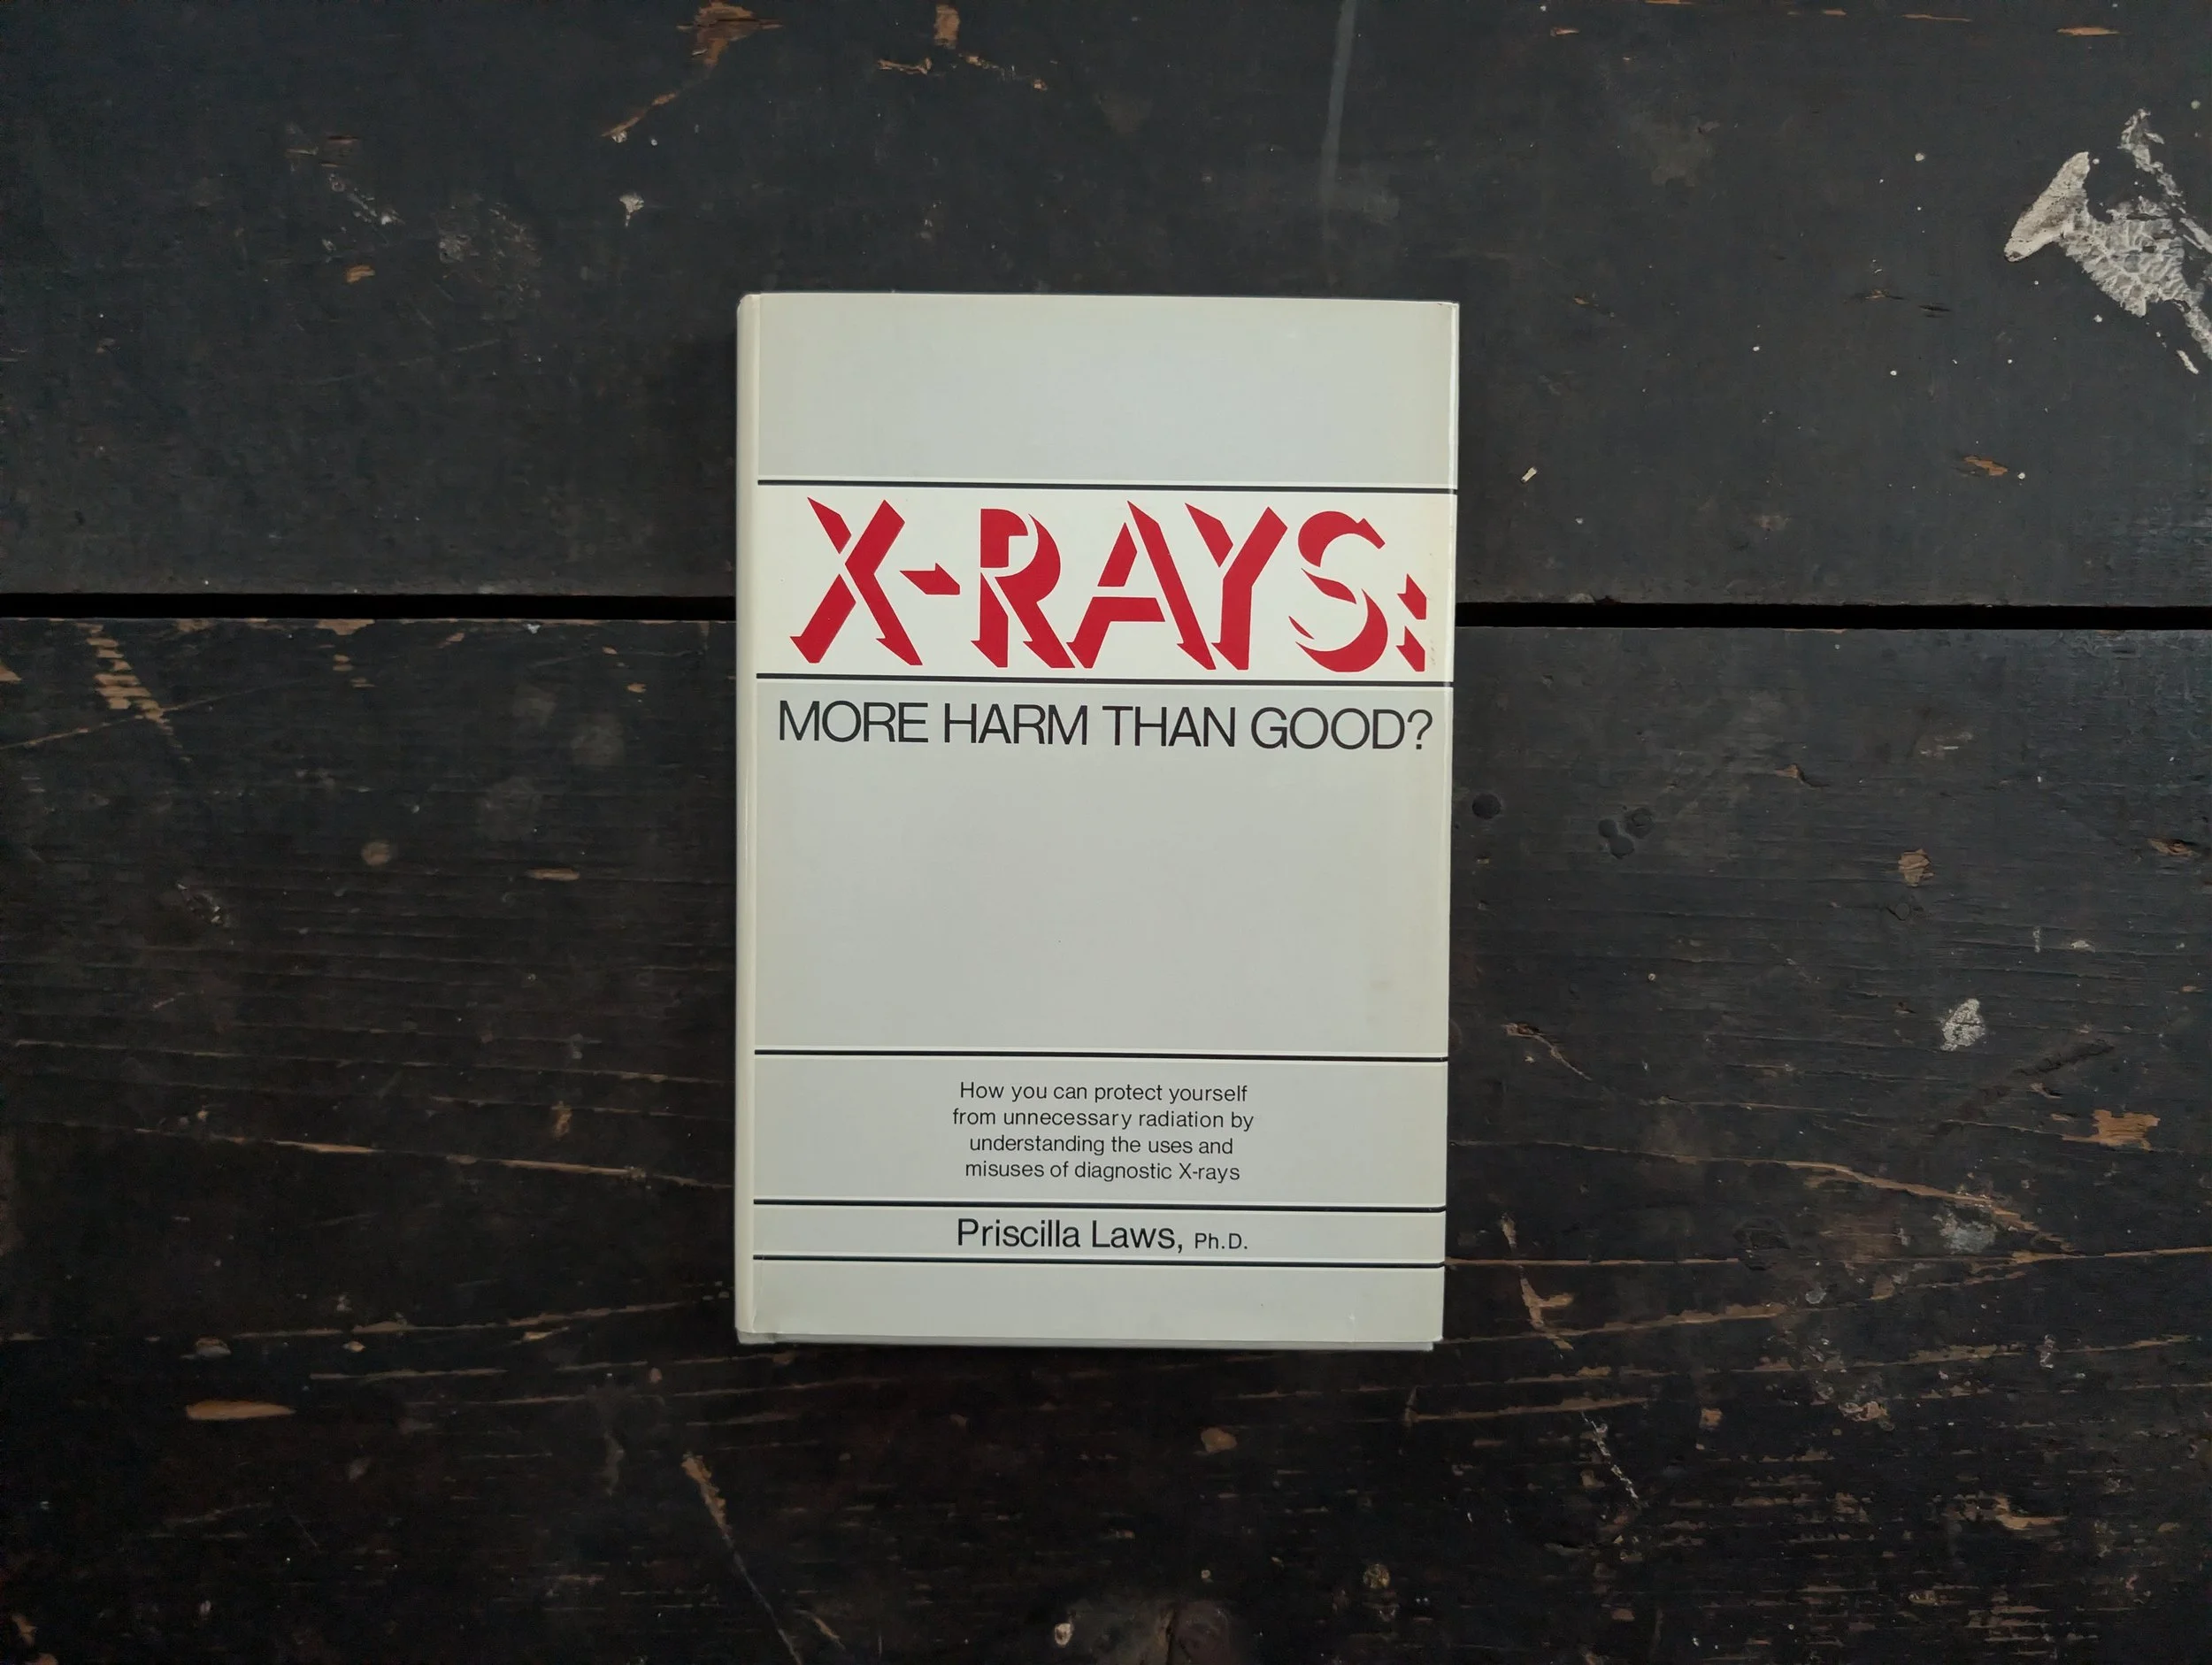 X-RAYS:
MORE HARM THAN GOOD?
How you can protect yourself
from unnecessary radiation by
understanding the uses and
misuses of diagnostic X-rays
Priscilla Laws, Ph.D.